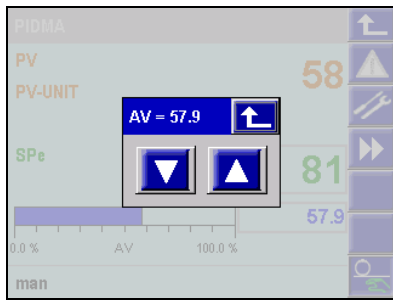 PIDMA
PV
58
PV-UNIT
AV = 57.9
SPe
81
57.9
0.0 %
AV
100.0 %
man